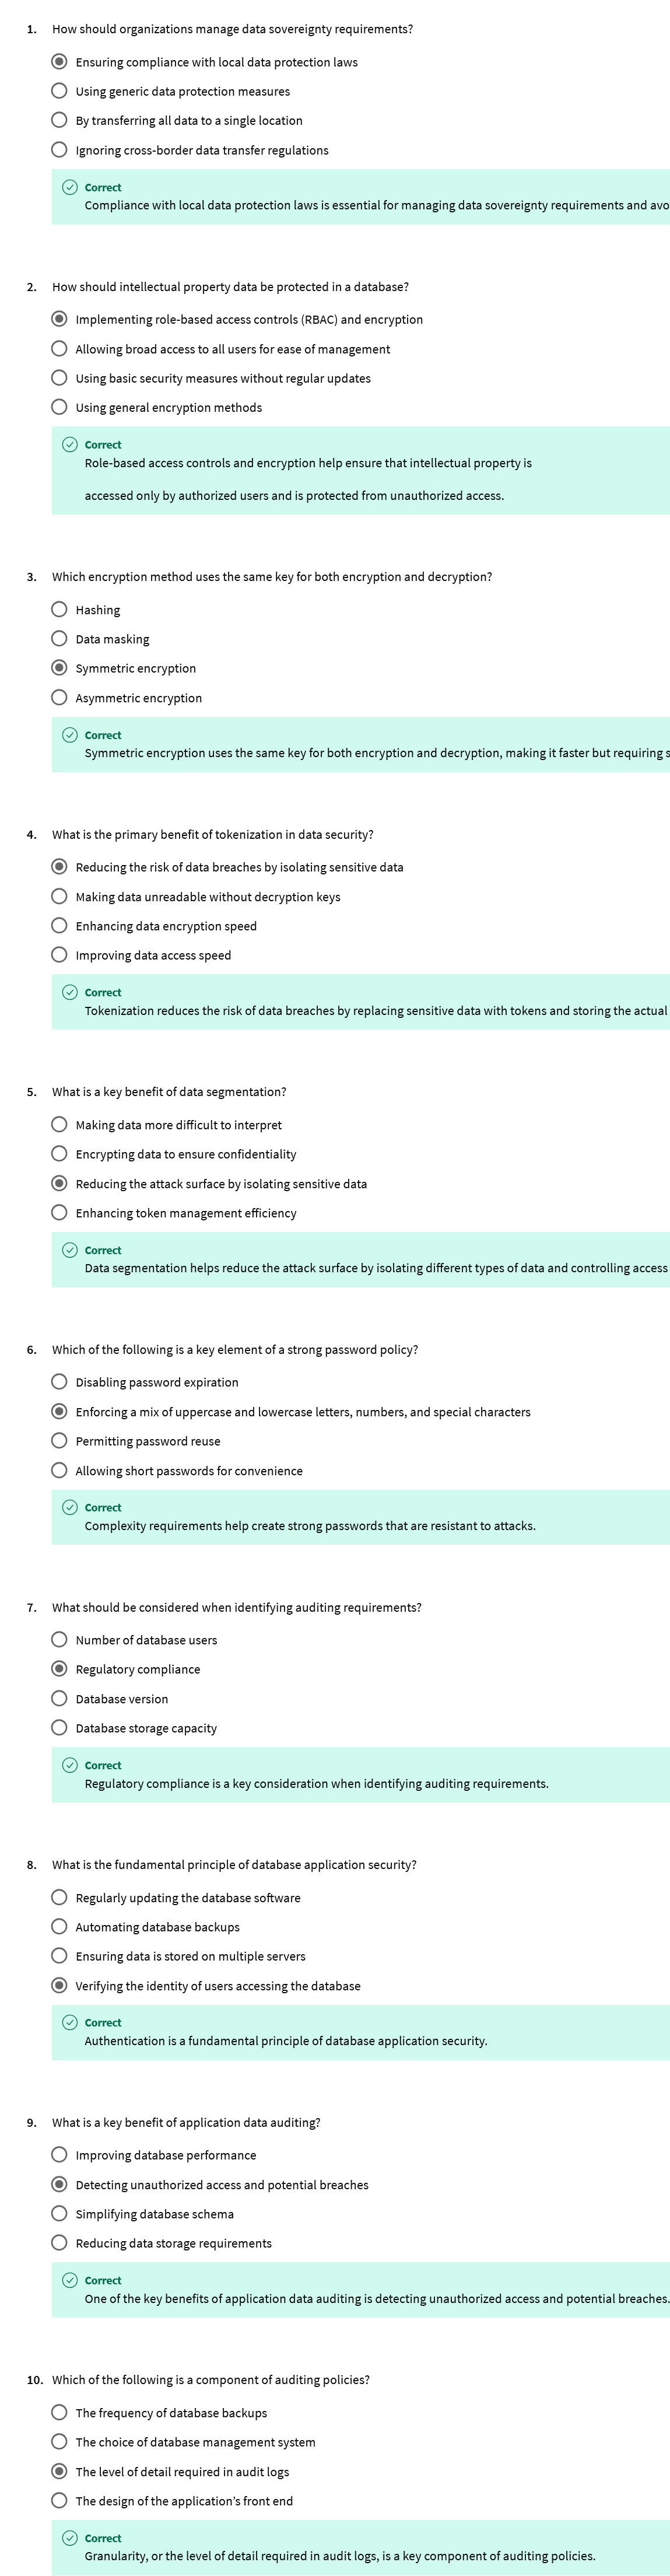 1. How should organizations manage data sovereignty requirements?
Ensuring compliance with local data protection laws
Using generic data protection measures
By transferring all data to a single location
Ignoring cross-border data transfer regulations
Correct
Compliance with local data protection laws is essential for managing data sovereignty requirements and avo
2. How should intellectual property data be protected in a database?
Implementing role-based access controls (RBAC) and encryption
Allowing broad access to all users for ease of management
Using basic security measures without regular updates
Using general encryption methods
Correct
Role-based access controls and encryption help ensure that intellectual property is
accessed only by authorized users and is protected from unauthorized access.
3. Which encryption method uses the same key for both encryption and decryption?
Hashing
Data masking
Symmetric encryption
Asymmetric encryption
Correct
Symmetric encryption uses the same key for both encryption and decryption, making it faster but requiring s
4. What is the primary benefit of tokenization in data security?
Reducing the risk of data breaches by isolating sensitive data
Making data unreadable without decryption keys
Enhancing data encryption speed
Improving data access speed
Correct
Tokenization reduces the risk of data breaches by replacing sensitive data with tokens and storing the actual
5. What is a key benefit of data segmentation?
Making data more difficult to interpret
Encrypting data to ensure confidentiality
Reducing the attack surface by isolating sensitive data
Enhancing token management efficiency
Correct
Data segmentation helps reduce the attack surface by isolating different types of data and controlling access
6. Which of the following is a key element of a strong password policy?
Disabling password expiration
Enforcing a mix of uppercase and lowercase letters, numbers, and special characters
Permitting password reuse
Allowing short passwords for convenience
Correct
Complexity requirements help create strong passwords that are resistant to attacks.
7. What should be considered when identifying auditing requirements?
Number of database users
Regulatory compliance
Database version
Database storage capacity
Correct
Regulatory compliance is a key consideration when identifying auditing requirements.
8. What is the fundamental principle of database application security?
Regularly updating the database software
Automating database backups
Ensuring data is stored on multiple servers
Verifying the identity of users accessing the database
Correct
Authentication is a fundamental principle of database application security.
9. What is a key benefit of application data auditing?
Improving database performance
Detecting unauthorized access and potential breaches
Simplifying database schema
Reducing data storage requirements
Correct
One of the key benefits of application data auditing is detecting unauthorized access and potential breaches.
10. Which of the following is a component of auditing policies?
The frequency of database backups
The choice of database management system
The level of detail required in audit logs
The design of the application’s front end
Correct
Granularity, or the level of detail required in audit logs, is a key component of auditing policies.